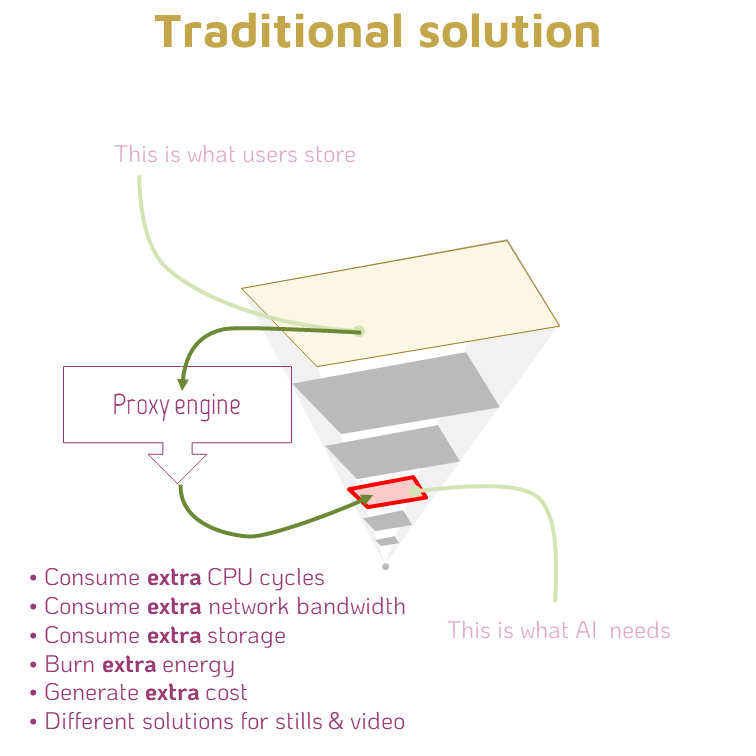 Traditional solution
This is what users store
Proxy engine
• Consume extra CPU cycles
• Consume extra network bandwidth
• Consume extra storage
• Burn extra energy
• Generate extra cost
• Different solutions for stills & video
This is what AI needs